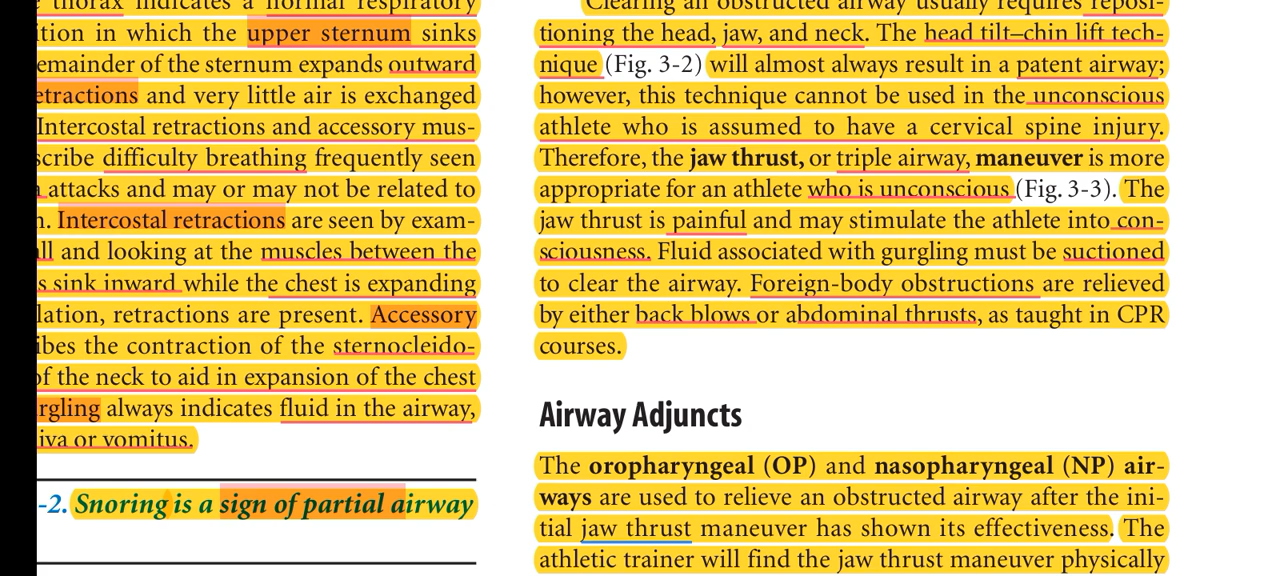 thorax indicates a normal respiratory
ition in which the upper sternum sinks
emainder of the sternum expands outward
etractions and very little air is exchanged
Intercostal retractions and accessory mus-
scribe difficulty breathing frequently seen
attacks and may or may not be related to
n. Intercostal retractions are seen by exam-
all and looking at the muscles between the
s sink inward while the chest is expanding
lation, retractions are present. Accessory
ibes the contraction of the sternocleido-
of the neck to aid in expansion of the chest
rgling always indicates fluid in the airway,
iva or vomitus.
-2. Snoring is a sign of partial airway
Clearing an obstructed airway usually requires reposi-
tioning the head, jaw, and neck. The head tilt–chin lift tech-
nique (Fig. 3-2) will almost always result in a patent airway;
however, this technique cannot be used in the unconscious
athlete who is assumed to have a cervical spine injury.
Therefore, the jaw thrust, or triple airway, maneuver is more
appropriate for an athlete who is unconscious (Fig. 3-3). The
jaw thrust is painful and may stimulate the athlete into con-
sciousness. Fluid associated with gurgling must be suctioned
to clear the airway. Foreign-body obstructions are relieved
by either back blows or abdominal thrusts, as taught in CPR
courses.
Airway Adjuncts
The oropharyngeal (OP) and nasopharyngeal (NP) air-
ways are used to relieve an obstructed airway after the ini-
tial jaw thrust maneuver has shown its effectiveness. The
athletic trainer will find the jaw thrust maneuver physically